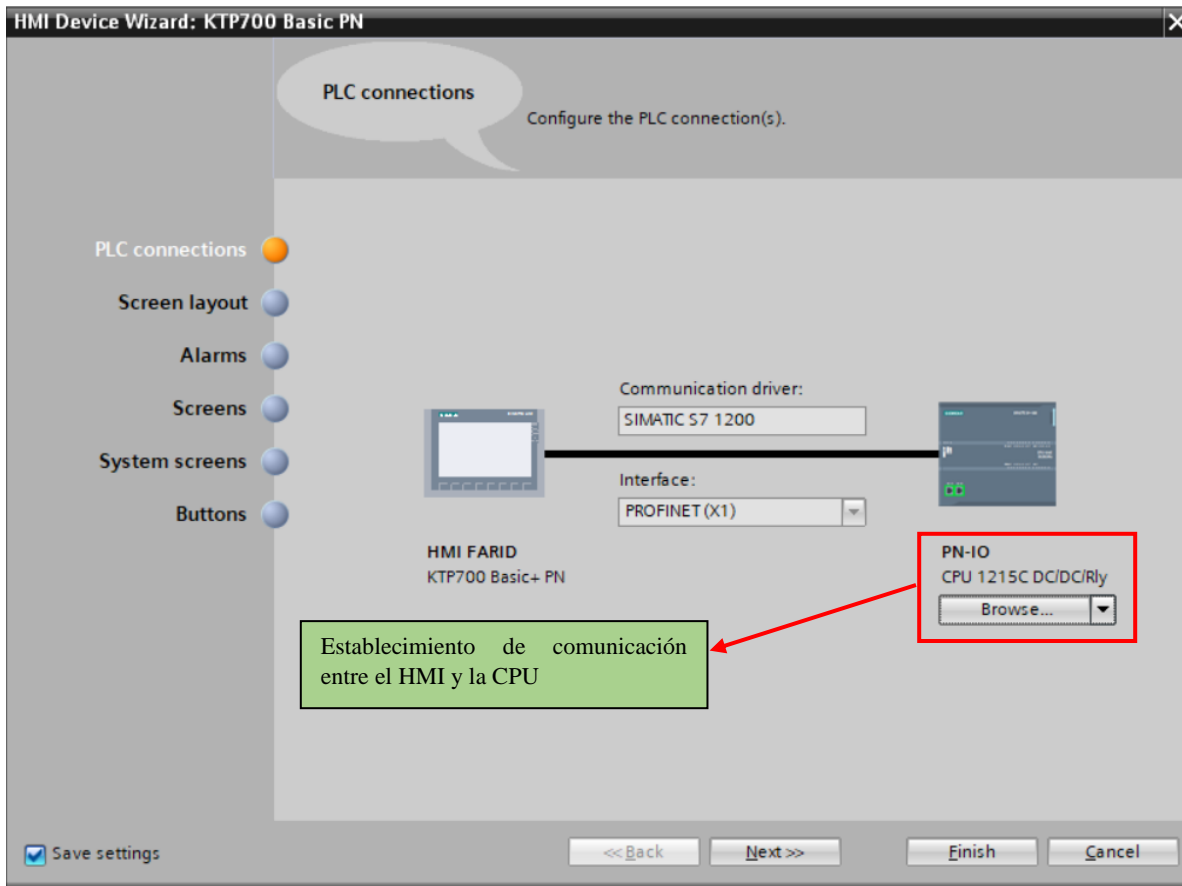 HMI Device Wizard: KTP700 Basic PN
PLC connections
Configure the PLC connection(s).
PLC connections
Screen layout
Alarms
Screens
System screens
Buttons
Communication driver:
SIMATIC S7 1200
Interface:
PROFINET (X1)
HMI FARID
KTP700 Basic+ PN
PN-IO
CPU 1215C DC/DC/Rly
Browse...
Establecimiento de comunicación
entre el HMI y la CPU
Save settings
<<Back
Next>>
Finish
Cancel